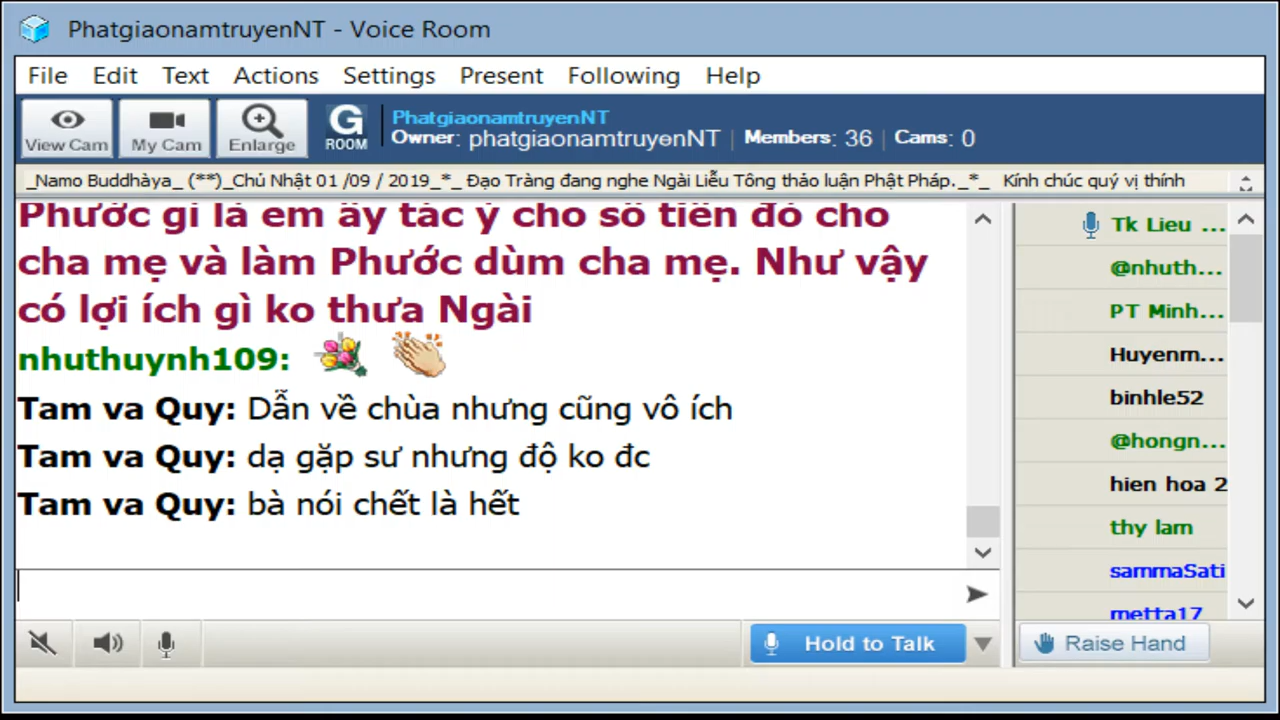 PhatgiaonamtruyenNT - Voice Room
File Edit Text Actions Settings Present Following Help
View Cam My Cam Enlarge G ROOM
PhatgiaonamtruyenNT
Owner: phatgiaonamtruyenNT | Members: 36 | Cams: 0
_Namo Buddhàya_ (**)_Chủ Nhật 01 /09 / 2019_*_ Đạo Tràng đang nghe Ngài Liễu Tông thảo luận Phật Pháp._*_ Kính chúc quý vị thính
Phước gì là em ấy tác ý cho số tiền đó cho
cha mẹ và làm Phước dùm cha mẹ. Như vậy
có lợi ích gì ko thưa Ngài
nhuthuynh109:
Tam va Quy: Dẫn về chùa nhưng cũng vô ích
Tam va Quy: dạ gặp sư nhưng độ ko đc
Tam va Quy: bà nói chết là hết
Tk Lieu ...
@nhuth...
PT Minh...
Huyenm...
binhle52
@hongn...
hien hoa 2
thy lam
sammaSati
metta17
Hold to Talk
Raise Hand